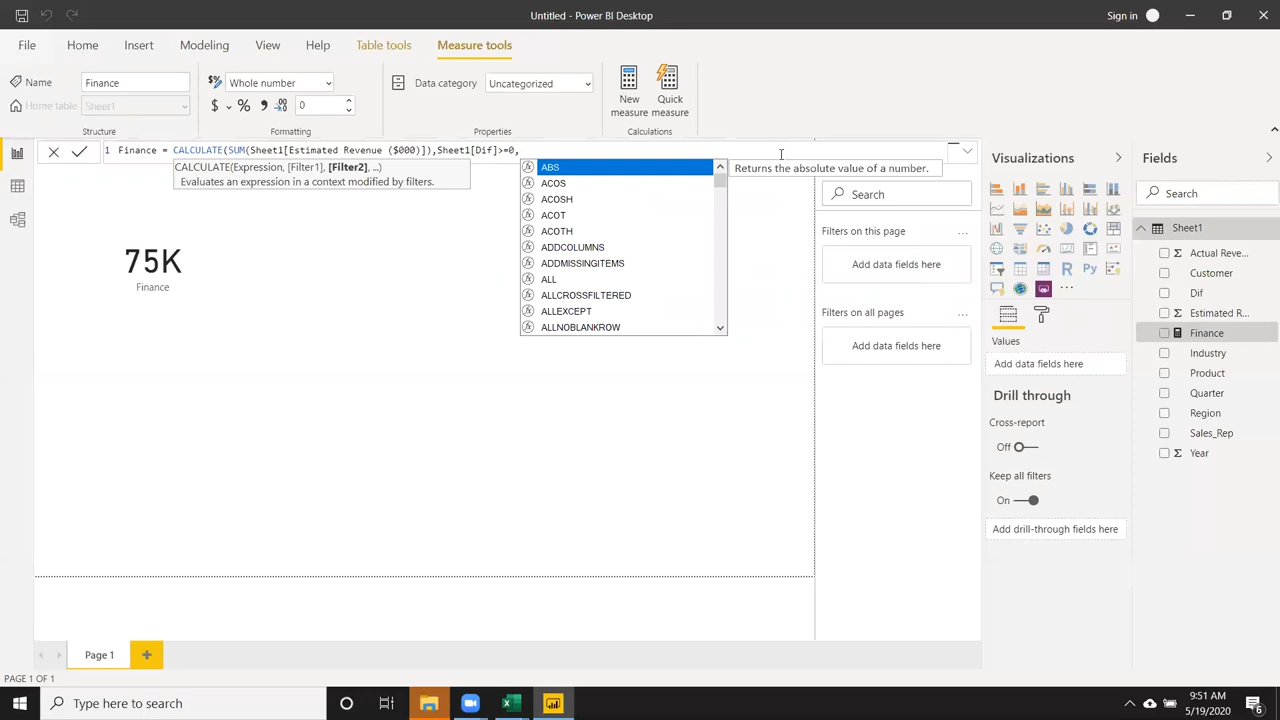 Untitled - Power BI Desktop
Sign in
File
Home
Insert
Modeling
View
Help
Table tools
Measure tools
Name
Finance
Home table
Sheet1
Structure
$%
Whole number
$
%
0
Formatting
Data category
Uncategorized
Properties
New measure
Quick measure
Calculations
1 Finance = CALCULATE(SUM(Sheet1[Estimated Revenue ($000)]),Sheet1[Dif]>=0,
CALCULATE(Expression, [Filter1], [Filter2], ...)
Evaluates an expression in a context modified by filters.
ABS
ACOS
ACOSH
ACOT
ACOTH
ADDCOLUMNS
ADDMISSINGITEMS
ALL
ALLCROSSFILTERED
ALLEXCEPT
ALLNOBLANKROW
Returns the absolute value of a number.
75K
Finance
Search
Filters on this page
...
Add data fields here
Filters on all pages
...
Add data fields here
Visualizations
R
Py
...
Values
Add data fields here
Drill through
Cross-report
Off
Keep all filters
On
Add drill-through fields here
Fields
Search
Sheet1
Σ Actual Reve...
Customer
Σ Dif
Σ Estimated R...
Finance
Industry
Product
Quarter
Region
Sales_Rep
Σ Year
Page 1
+
PAGE 1 OF 1
Type here to search
9:51 AM
5/19/2020
6